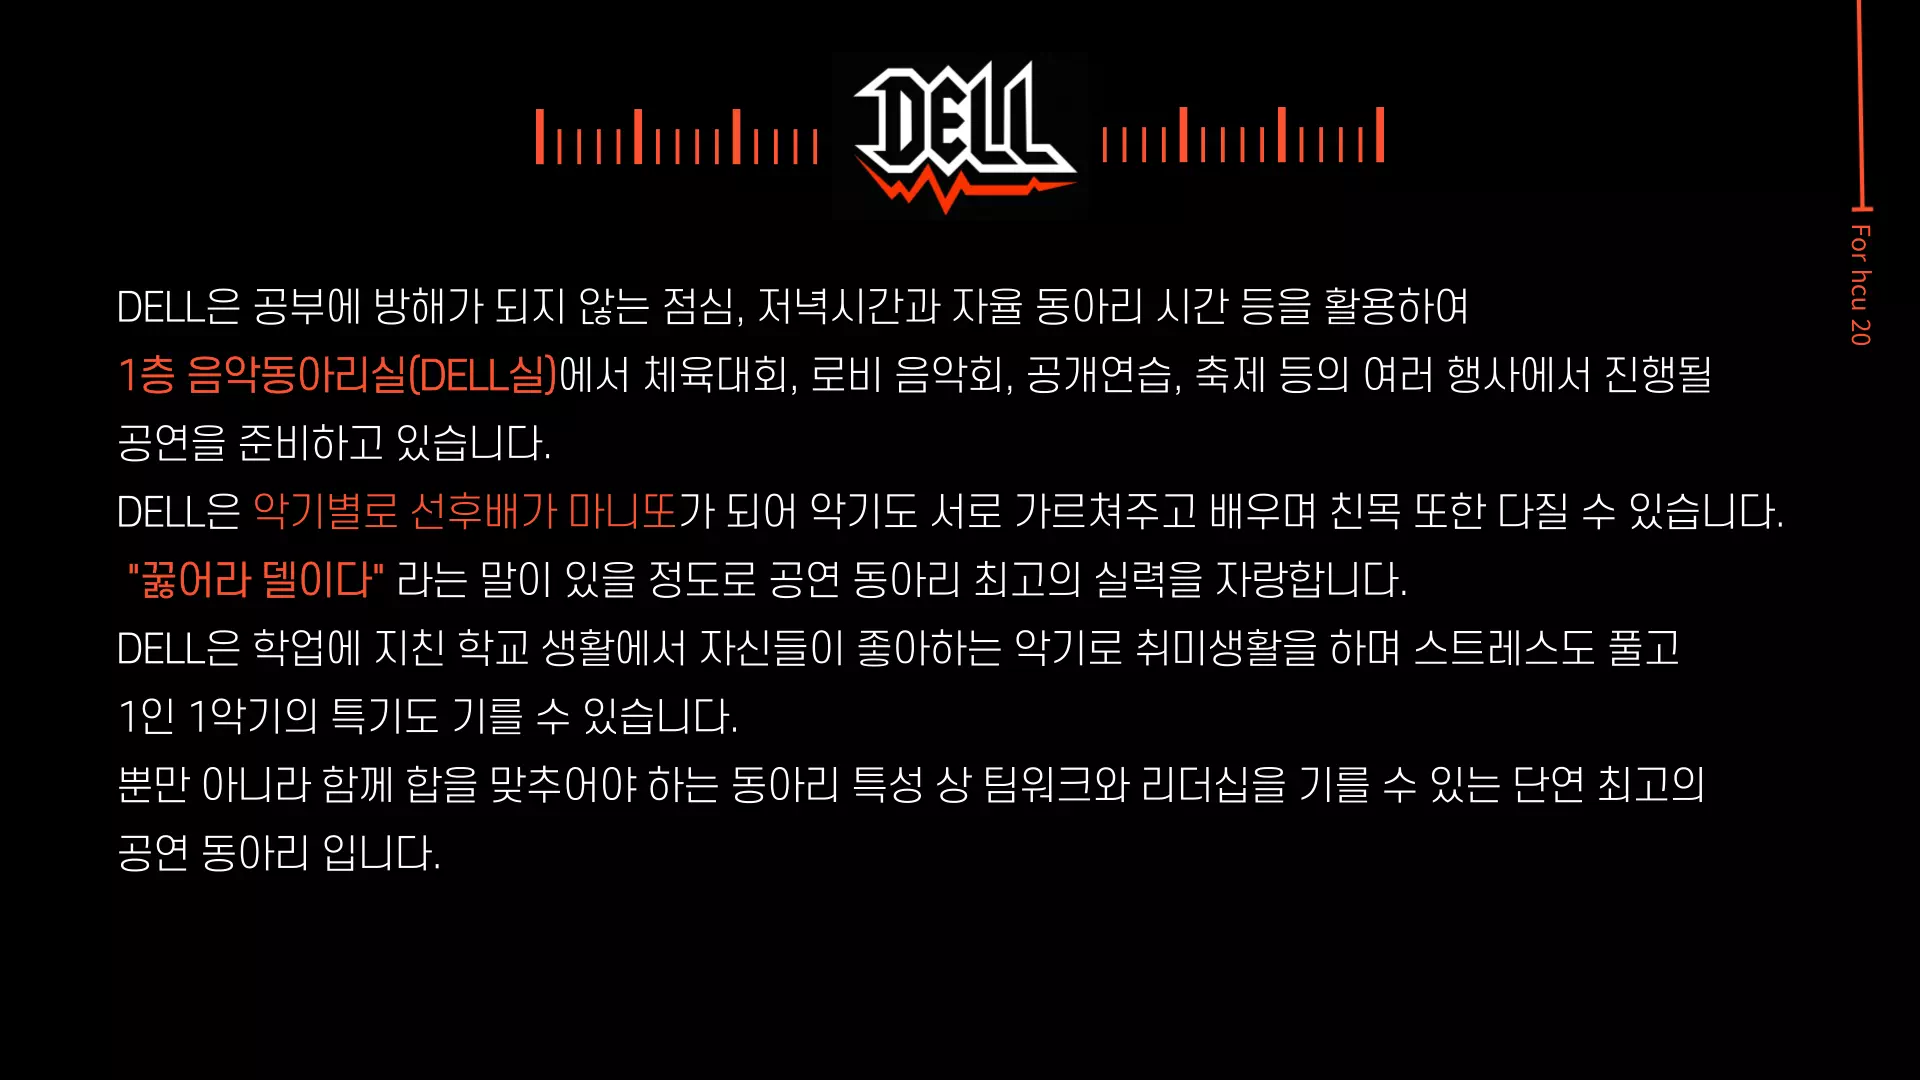 DELL
For hcu 20
DELL은 공부에 방해가 되지 않는 점심, 저녁시간과 자율 동아리 시간 등을 활용하여
1층 음악동아리실(DELL실)에서 체육대회, 로비 음악회, 공개연습, 축제 등의 여러 행사에서 진행될
공연을 준비하고 있습니다.
DELL은 악기별로 선후배가 마니또가 되어 악기도 서로 가르쳐주고 배우며 친목 또한 다질 수 있습니다.
"꿇어라 델이다" 라는 말이 있을 정도로 공연 동아리 최고의 실력을 자랑합니다.
DELL은 학업에 지친 학교 생활에서 자신들이 좋아하는 악기로 취미생활을 하며 스트레스도 풀고
1인 1악기의 특기도 기를 수 있습니다.
뿐만 아니라 함께 합을 맞추어야 하는 동아리 특성 상 팀워크와 리더십을 기를 수 있는 단연 최고의
공연 동아리 입니다.